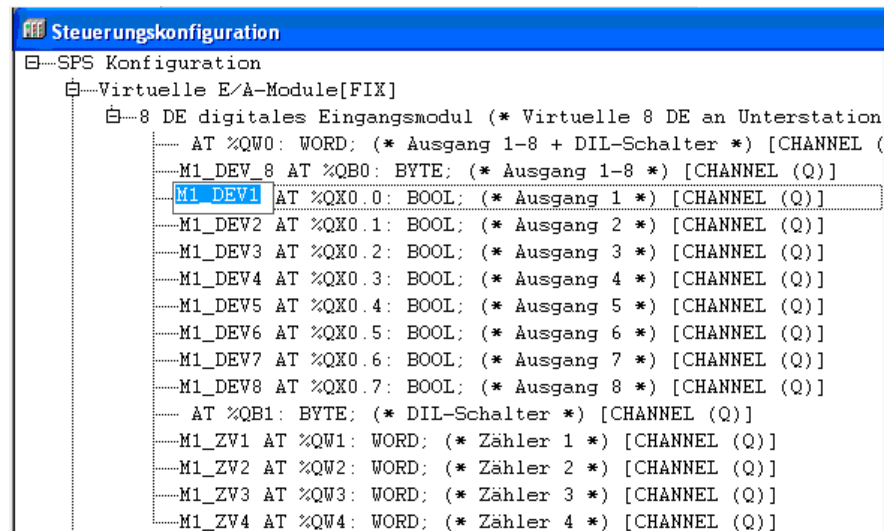 Steuerungskonfiguration
SPS Konfiguration
Virtuelle E/A-Module[FIX]
8 DE digitales Eingangsmodul (* Virtuelle 8 DE an Unterstation
AT %QW0: WORD; (* Ausgang 1-8 + DIL-Schalter *) [CHANNEL (
M1_DEV_8 AT %QB0: BYTE; (* Ausgang 1-8 *) [CHANNEL (Q)]
M1_DEV1 AT %QX0.0: BOOL; (* Ausgang 1 *) [CHANNEL (Q)]
M1_DEV2 AT %QX0.1: BOOL; (* Ausgang 2 *) [CHANNEL (Q)]
M1_DEV3 AT %QX0.2: BOOL; (* Ausgang 3 *) [CHANNEL (Q)]
M1_DEV4 AT %QX0.3: BOOL; (* Ausgang 4 *) [CHANNEL (Q)]
M1_DEV5 AT %QX0.4: BOOL; (* Ausgang 5 *) [CHANNEL (Q)]
M1_DEV6 AT %QX0.5: BOOL; (* Ausgang 6 *) [CHANNEL (Q)]
M1_DEV7 AT %QX0.6: BOOL; (* Ausgang 7 *) [CHANNEL (Q)]
M1_DEV8 AT %QX0.7: BOOL; (* Ausgang 8 *) [CHANNEL (Q)]
AT %QB1: BYTE; (* DIL-Schalter *) [CHANNEL (Q)]
M1_ZV1 AT %QW1: WORD; (* Zähler 1 *) [CHANNEL (Q)]
M1_ZV2 AT %QW2: WORD; (* Zähler 2 *) [CHANNEL (Q)]
M1_ZV3 AT %QW3: WORD; (* Zähler 3 *) [CHANNEL (Q)]
M1_ZV4 AT %QW4: WORD; (* Zähler 4 *) [CHANNEL (Q)]